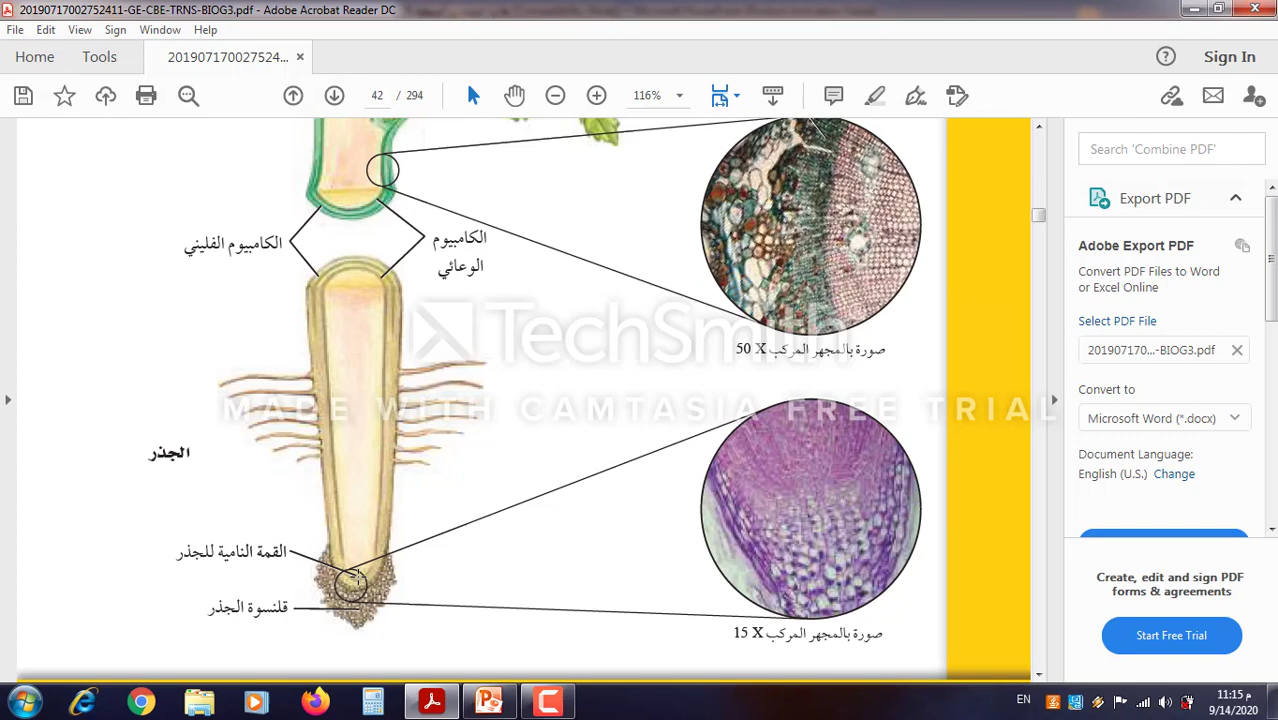 201907170027752411-GE-CBE-TRNS-BIOG3.pdf - Adobe Acrobat Reader DC
File Edit View Sign Window Help
Home Tools 201907170027524... × Sign In
42 / 294 116%
Search 'Combine PDF'
Export PDF
Adobe Export PDF
Convert PDF Files to Word
or Excel Online
Select PDF File
201907170...-BIOG3.pdf
Convert to
Microsoft Word (*.docx)
Document Language:
English (U.S.) Change
Create, edit and sign PDF
forms & agreements
Start Free Trial
الكامبيوم الفليني
الكامبيوم
الوعائي
صورة بالمجهر المركب 50 X
TechSmith
MADE WITH CAMTASIA FREE TRIAL
الجذر
القمة النامية للجذر
قلنسوة الجذر
صورة بالمجهر المركب 15 X
EN
11:15 م
9/14/2020